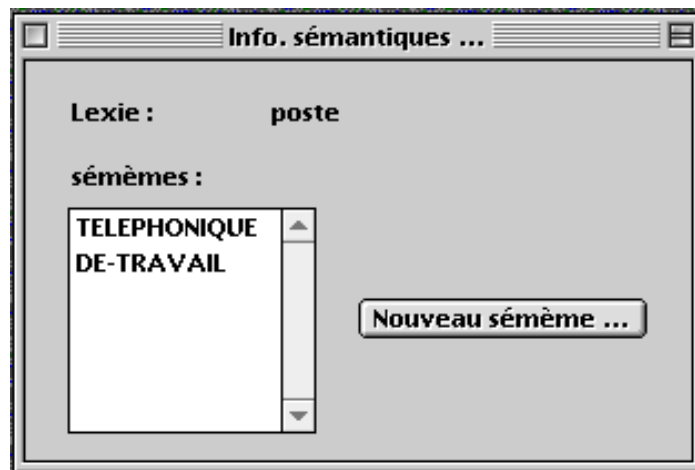 Info. sémantiques ...
Lexie : poste
sémèmes :
TELEPHONIQUE
DE-TRAVAIL
Nouveau sémème ...